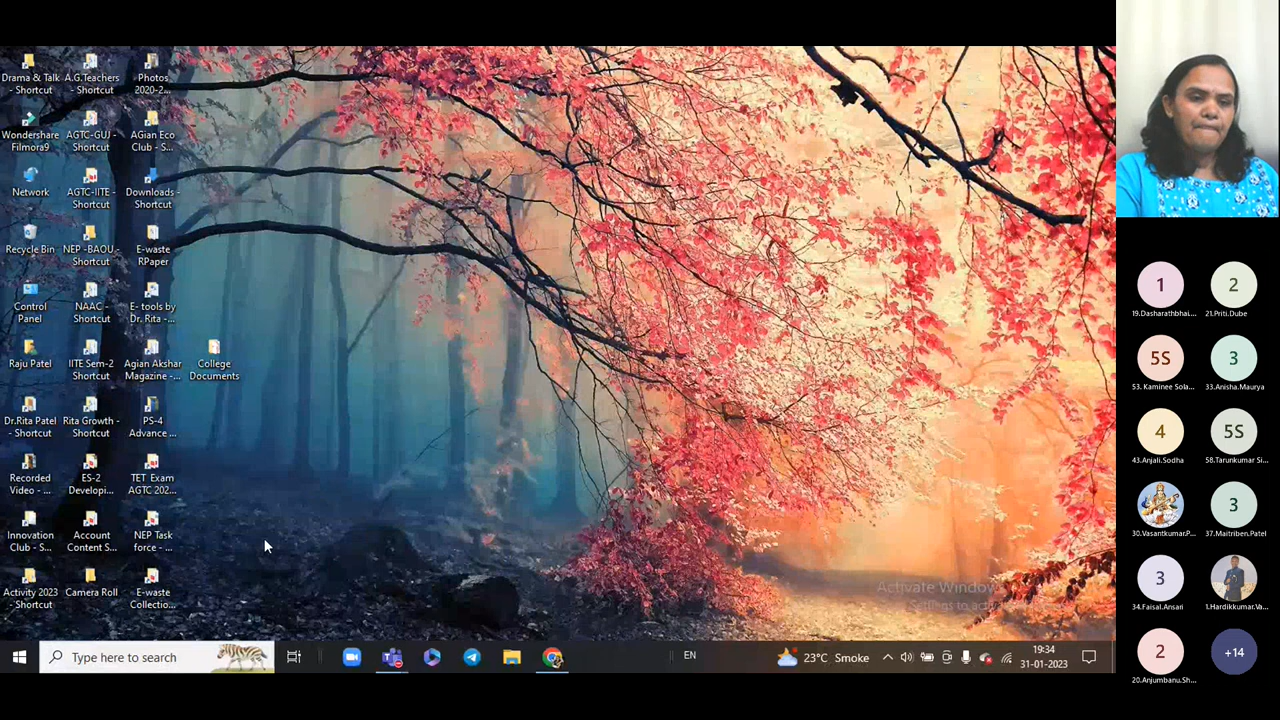 Drama & Talk
- Shortcut
A.G.Teachers
- Shortcut
Photos
2020-2...
Wondershare
Filmora9
AGTC-GUJ -
Shortcut
AGian Eco
Club - S...
Network
AGTC-IITE -
Shortcut
Downloads -
Shortcut
Recycle Bin
NEP -BAOU -
Shortcut
E-waste
RPaper
Control
Panel
NAAC -
Shortcut
E- tools by
Dr. Rita -...
Raju Patel
IITE Sem-2
Shortcut
Agian Akshar
Magazine -...
College
Documents
Dr.Rita Patel
- Shortcut
Rita Growth -
Shortcut
PS-4
Advance ...
Recorded
Video - ...
ES-2
Developi...
TET Exam
AGTC 202...
Innovation
Club - S...
Account
Content S...
NEP Task
force - ...
Activity 2023
- Shortcut
Camera Roll
E-waste
Collectio...
Activate Window
Type here to search
EN
23°C Smoke
19:34
31-01-2023
1
19.Dasharathbhai...
2
21.Priti.Dube
5S
53. Kaminee Sola...
3
33.Anisha.Maurya
4
43.Anjali.Sodha
5S
58.Tarunkumar Si...
30.Vasantkumar.P...
3
37.Maitriben.Patel
3
34.Faisal.Ansari
1.Hardikkumar.Va...
2
20.Anjumbanu.Sh...
+14